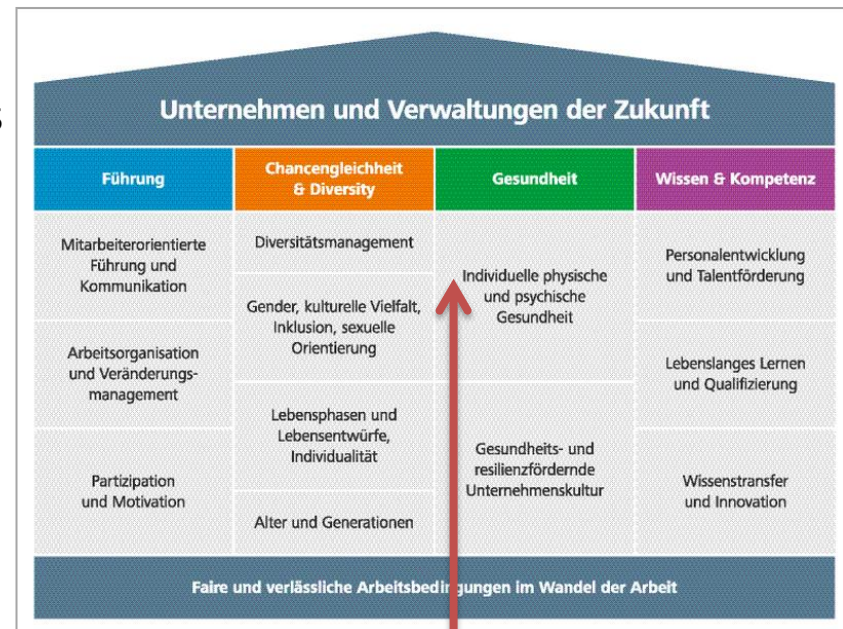 s
Unternehmen und Verwaltungen der Zukunft
Führung
Mitarbeiterorientierte
Führung und
Kommunikation
Arbeitsorganisation
und Veränderungs-
management
Partizipation
und Motivation
Chancengleichheit
& Diversity
Diversitätsmanagement
Gender, kulturelle Vielfalt,
Inklusion, sexuelle
Orientierung
Lebensphasen und
Lebensentwürfe,
Individualität
Alter und Generationen
Gesundheit
Individuelle physische
und psychische
Gesundheit
Gesundheits- und
resilienzfördernde
Unternehmenskultur
Wissen & Kompetenz
Personalentwicklung
und Talentförderung
Lebenslanges Lernen
und Qualifizierung
Wissenstransfer
und Innovation
Faire und verlässliche Arbeitsbedingungen im Wandel der Arbeit